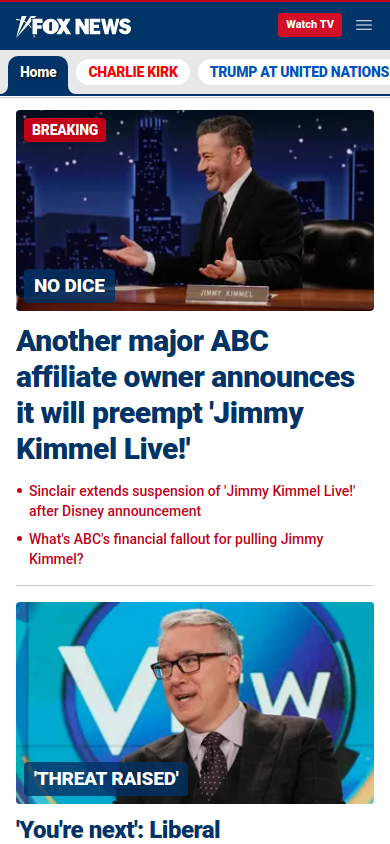 FOX NEWS
Watch TV
Home
CHARLIE KIRK
TRUMP AT UNITED NATIONS
BREAKING
JIMMY KIMMEL
NO DICE
Another major ABC
affiliate owner announces
it will preempt 'Jimmy
Kimmel Live!'
• Sinclair extends suspension of 'Jimmy Kimmel Live!'
after Disney announcement
• What's ABC's financial fallout for pulling Jimmy
Kimmel?
VIEW
'THREAT RAISED'
'You're next': Liberal